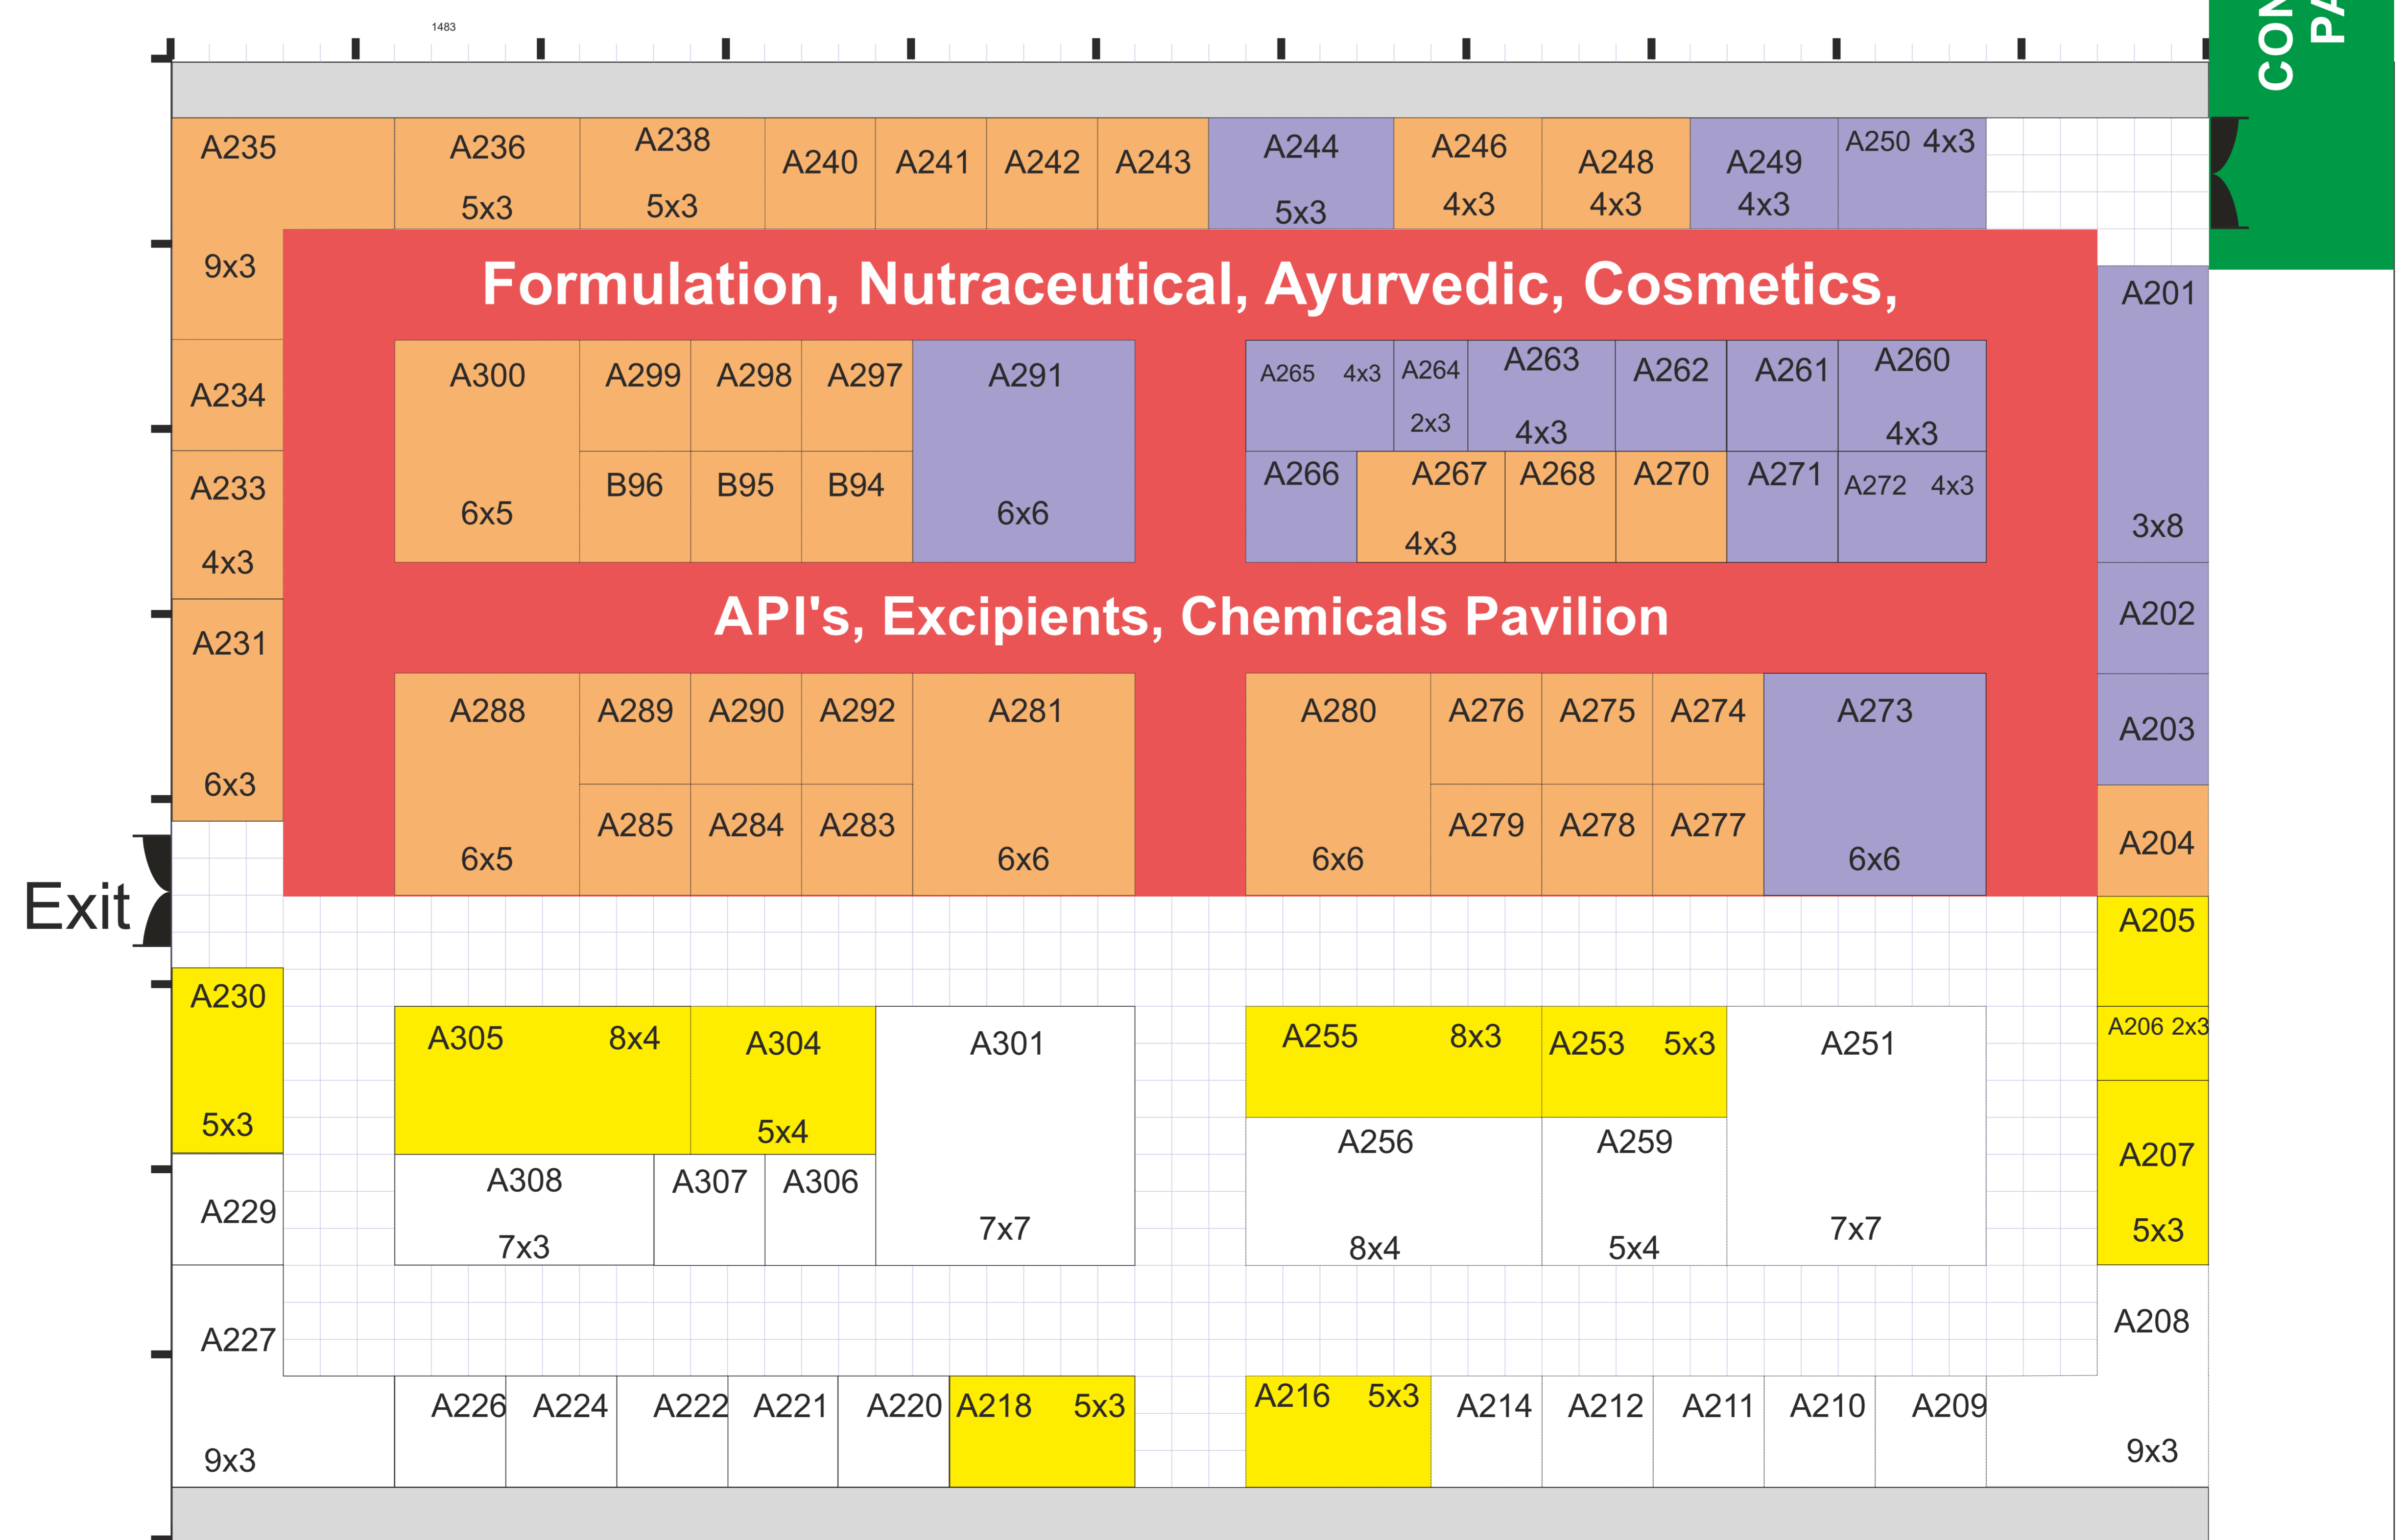 1483
CON
PA
A235
9x3
A236
5x3
A238
5x3
A240
A241
A242
A243
A244
5x3
A246
4x3
A248
4x3
A249
4x3
A250 4x3
Formulation, Nutraceutical, Ayurvedic, Cosmetics,
A234
A233
4x3
A231
6x3
A300
6x5
A299
A298
A297
B96
B95
B94
A291
6x6
A265 4x3
A264
2x3
A263
4x3
A262
A261
A260
4x3
A266
A267
4x3
A268
A270
A271
A272 4x3
A201
3x8
A202
A203
A204
API's, Excipients, Chemicals Pavilion
A288
6x5
A289
A290
A292
A285
A284
A283
A281
6x6
A280
6x6
A276
A275
A274
A279
A278
A277
A273
6x6
Exit
A230
5x3
A229
A227
9x3
A305 8x4
A304
5x4
A301
7x7
A308
7x3
A307
A306
A255 8x3
A253 5x3
A251
7x7
A256
8x4
A259
5x4
A205
A206 2x3
A207
5x3
A208
9x3
A226
A224
A222
A221
A220
A218 5x3
A216 5x3
A214
A212
A211
A210
A209